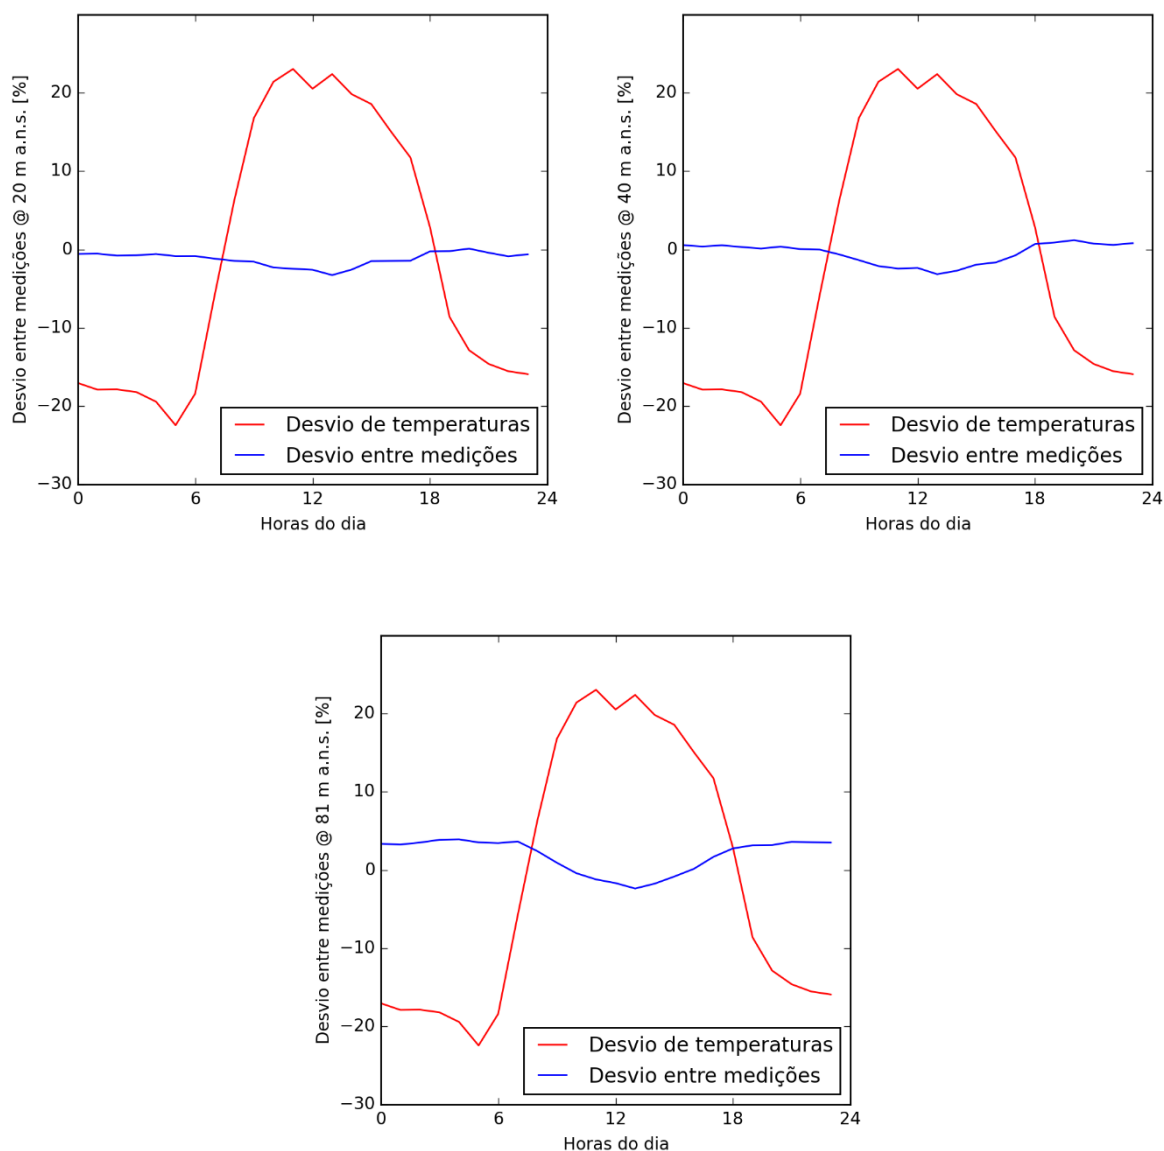 Desvio entre medições @ 20 m a.n.s. [%]
20
10
0
−10
−20
−30
0 6 12 18 24
Horas do dia
Desvio de temperaturas
Desvio entre medições
Desvio entre medições @ 40 m a.n.s. [%]
20
10
0
−10
−20
−30
0 6 12 18 24
Horas do dia
Desvio de temperaturas
Desvio entre medições
Desvio entre medições @ 81 m a.n.s. [%]
20
10
0
−10
−20
−30
0 6 12 18 24
Horas do dia
Desvio de temperaturas
Desvio entre medições